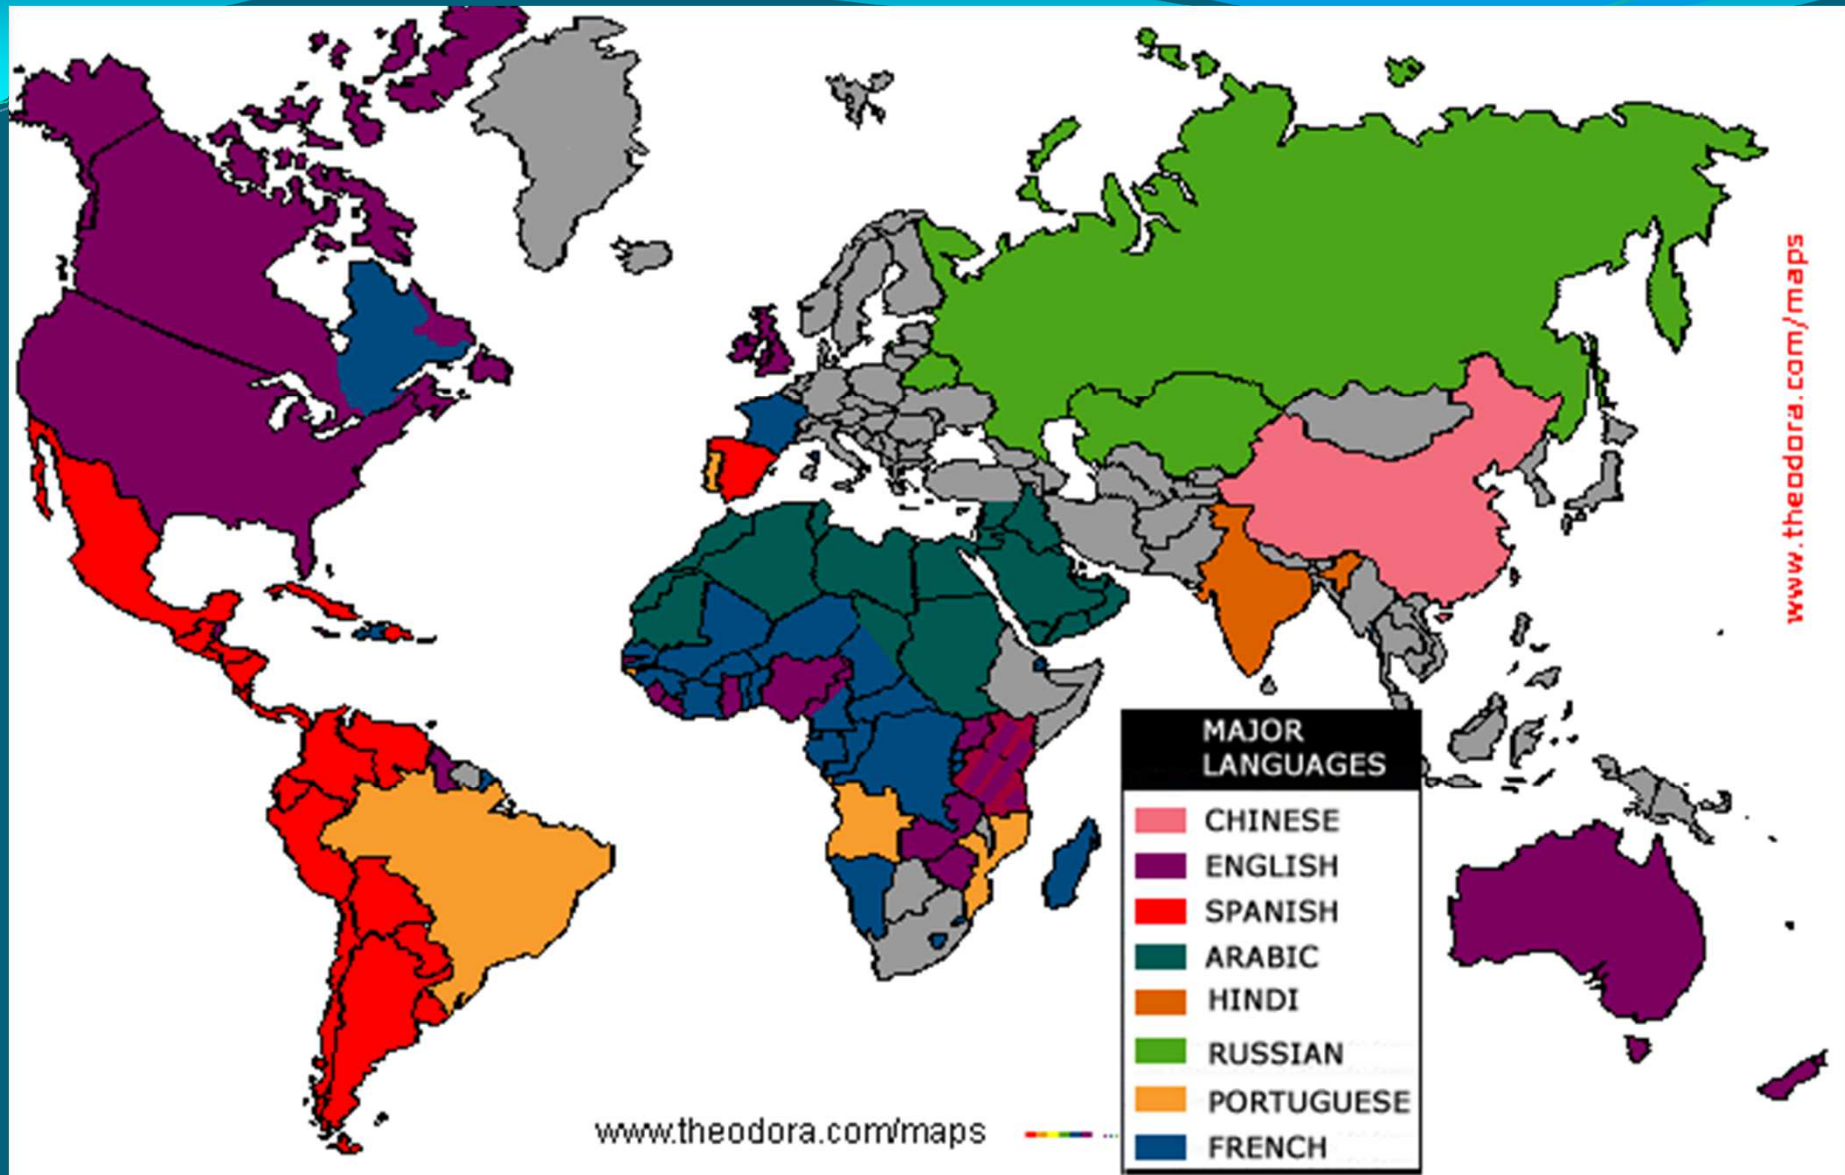 www.theodora.com/maps
MAJOR
LANGUAGES
CHINESE
ENGLISH
SPANISH
ARABIC
HINDI
RUSSIAN
PORTUGUESE
FRENCH
www.theodora.com/maps